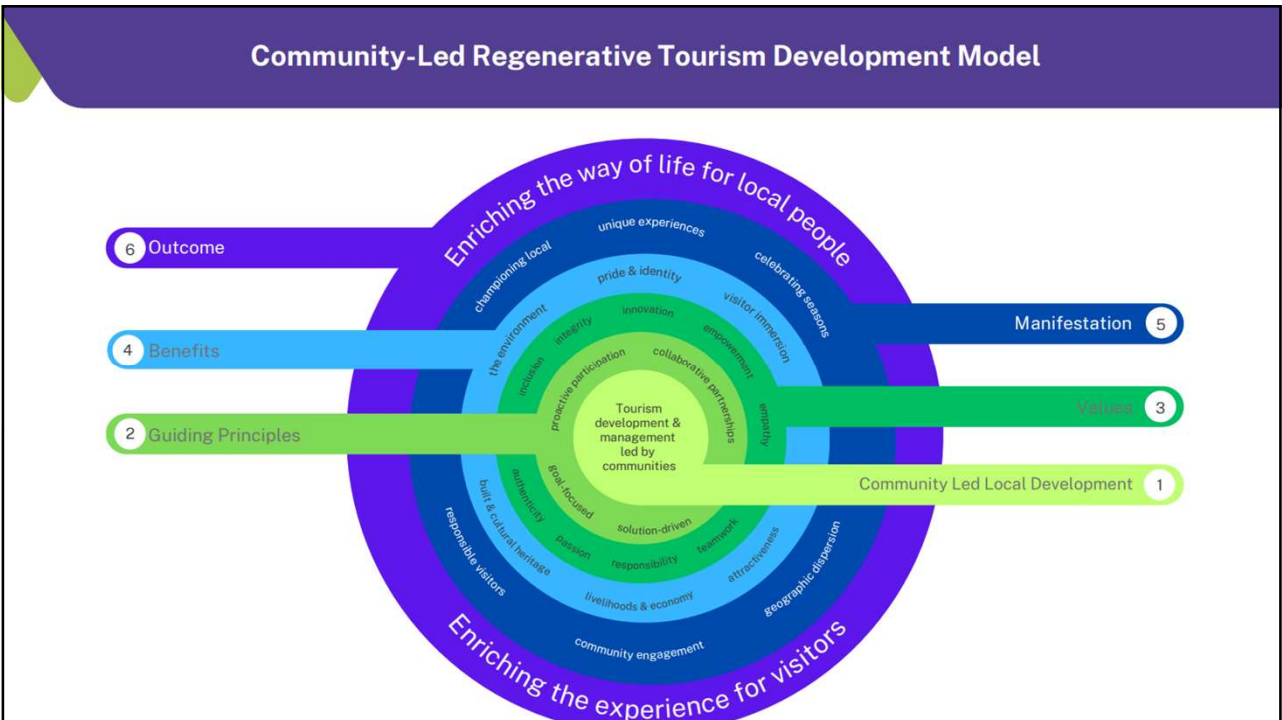 Community-Led Regenerative Tourism Development Model
Enriching the way of life for local people
6 Outcome
championing local
unique experiences
celebrating seasons
Manifestation 5
4 Benefits
the environment
pride & identity
visitor immersion
inclusion
integrity
innovation
empowerment
empathy
Values 3
2 Guiding Principles
proactive participation
collaborative partnerships
Tourism
development &
management
led by
communities
Community Led Local Development 1
goal-focused
solution-driven
authenticity
passion
responsibility
teamwork
built & cultural heritage
livelihoods & economy
attractiveness
responsible visitors
community engagement
geographic dispersion
Enriching the experience for visitors